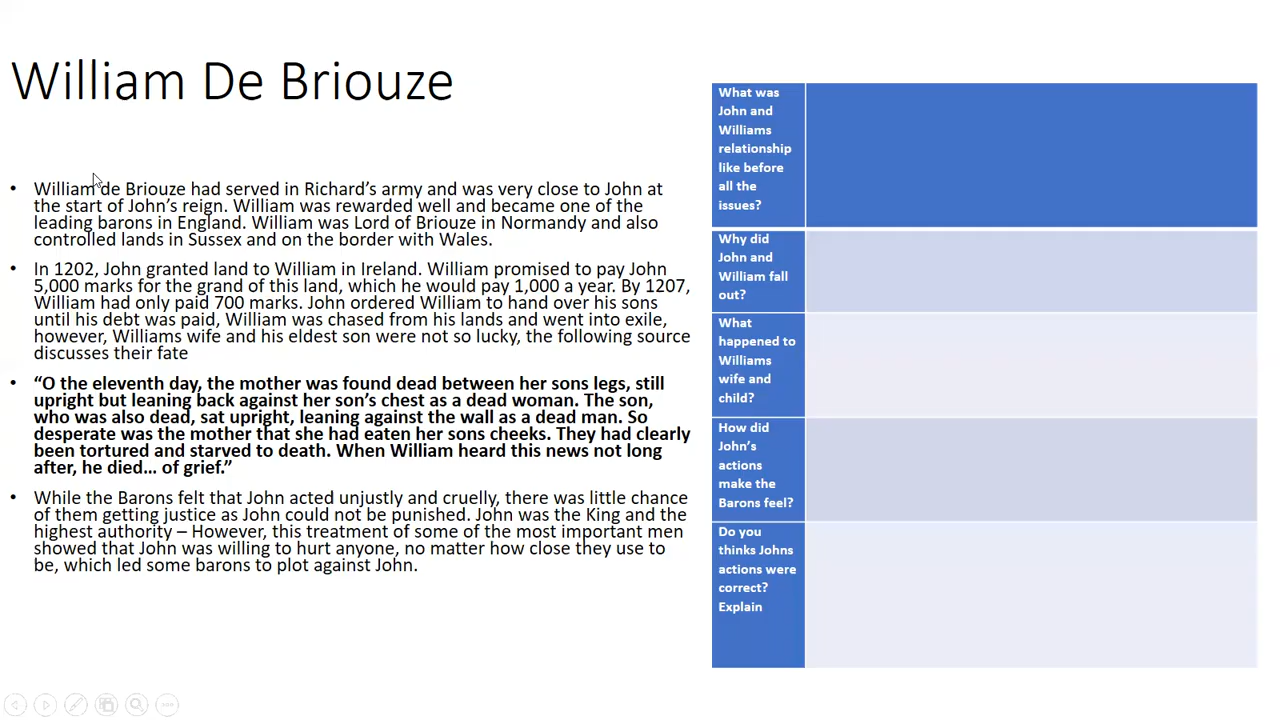 William De Briouze
• William de Briouze had served in Richard’s army and was very close to John at
the start of John’s reign. William was rewarded well and became one of the
leading barons in England. William was Lord of Briouze in Normandy and also
controlled lands in Sussex and on the border with Wales.
• In 1202, John granted land to William in Ireland. William promised to pay John
5,000 marks for the grand of this land, which he would pay 1,000 a year. By 1207,
William had only paid 700 marks. John ordered William to hand over his sons
until his debt was paid, William was chased from his lands and went into exile,
however, Williams wife and his eldest son were not so lucky, the following source
discusses their fate
• “O the eleventh day, the mother was found dead between her sons legs, still
upright but leaning back against her son’s chest as a dead woman. The son,
who was also dead, sat upright, leaning against the wall as a dead man. So
desperate was the mother that she had eaten her sons cheeks. They had clearly
been tortured and starved to death. When William heard this news not long
after, he died… of grief.”
• While the Barons felt that John acted unjustly and cruelly, there was little chance
of them getting justice as John could not be punished. John was the King and the
highest authority – However, this treatment of some of the most important men
showed that John was willing to hurt anyone, no matter how close they use to
be, which led some barons to plot against John.
What was
John and
Williams
relationship
like before
all the
issues?
Why did
John and
William fall
out?
What
happened to
Williams
wife and
child?
How did
John’s
actions
make the
Barons feel?
Do you
thinks Johns
actions were
correct?
Explain